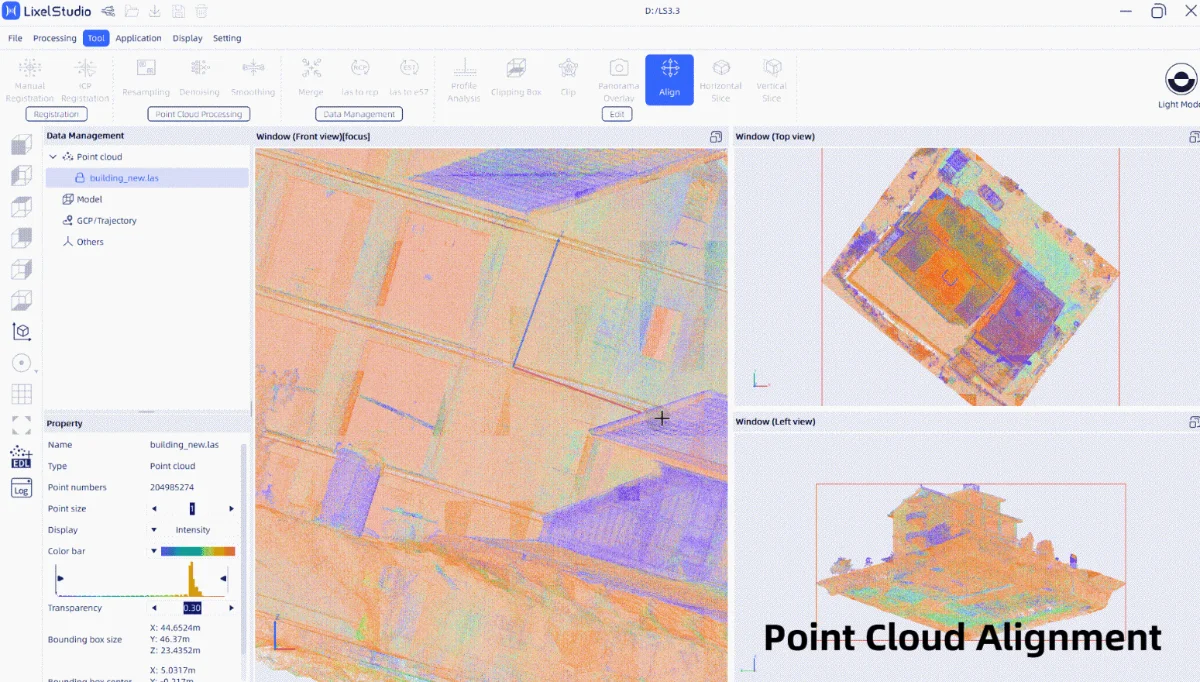 LixelStudio
D:/LS3.3
File Processing Tool Application Display Setting
Manual Registration
ICP Registration
Resampling
Denoising
Smoothing
Merge
las to rcp
las to e57
Profile Analysis
Clipping Box
Clip
Panorama Overlay
Align
Horizontal Slice
Vertical Slice
Light Mode
Registration
Point Cloud Processing
Data Management
Edit
Data Management
Point cloud
building_new.las
Model
GCP/Trajectory
Others
Window (Front view)[focus]
Window (Top view)
Window (Left view)
EDL
Log
Property
Name building_new.las
Type Point cloud
Point numbers 204985274
Point size 1
Display Intensity
Color bar
Transparency 0.30
Bounding box size
X: 44.6524m
Y: 46.37m
Z: 23.4352m
X: 5.0317m
Bounding box center Y: -0.217m
Point Cloud Alignment